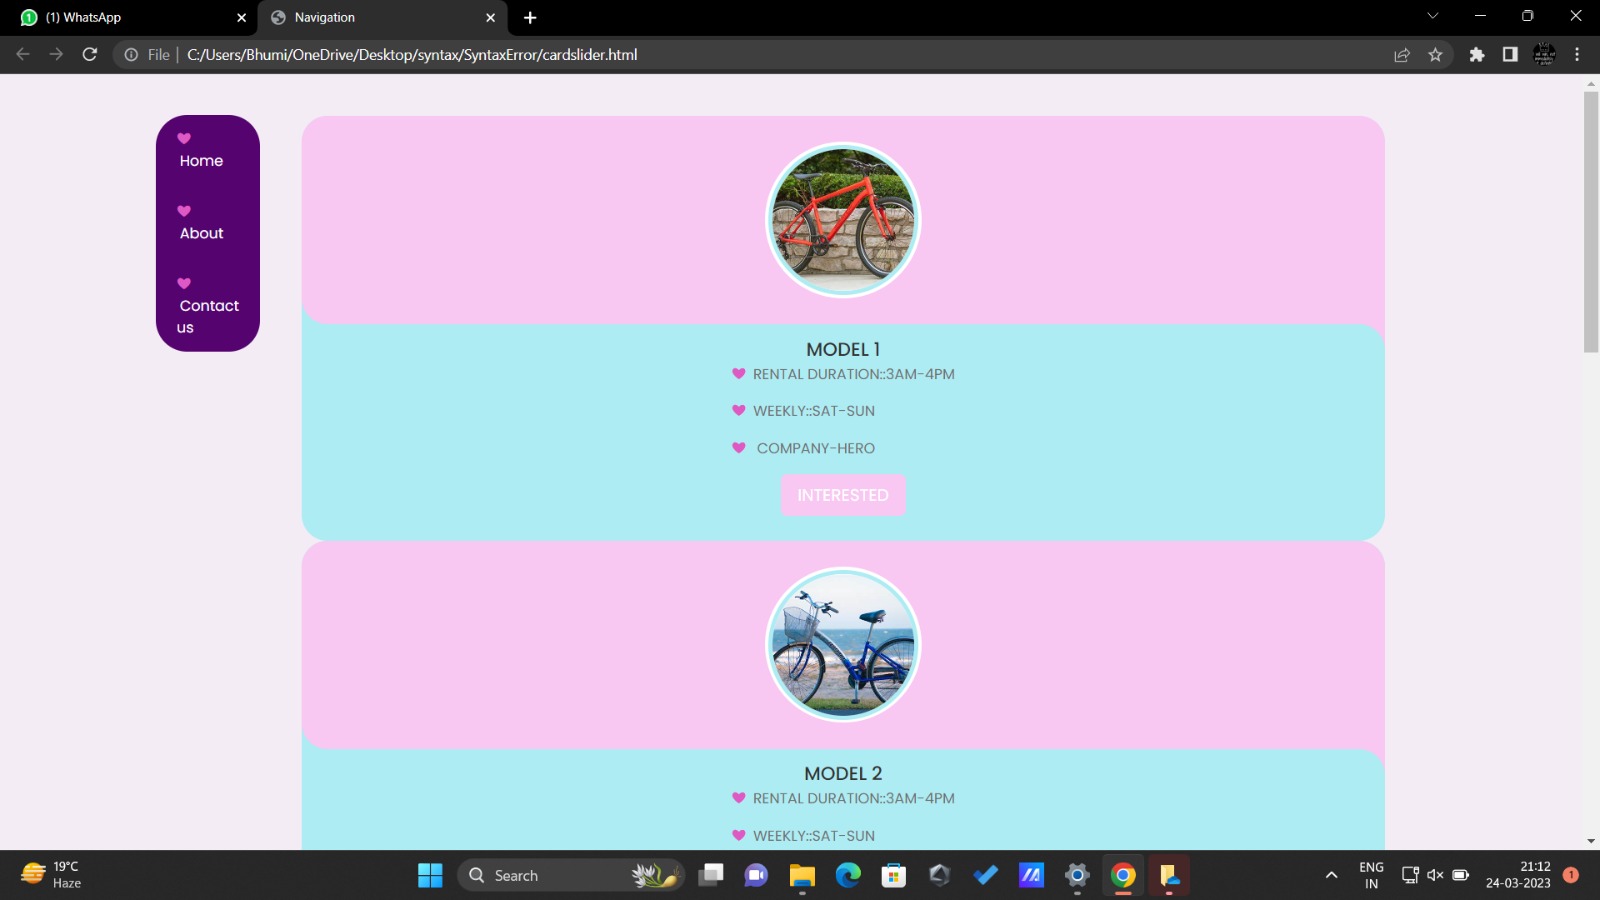 (1) WhatsApp
Navigation
File
C:/Users/Bhumi/OneDrive/Desktop/syntax/SyntaxError/cardslider.html
Home
About
Contact
us
MODEL 1
RENTAL DURATION::3AM-4PM
WEEKLY::SAT-SUN
COMPANY-HERO
INTERESTED
MODEL 2
RENTAL DURATION::3AM-4PM
WEEKLY::SAT-SUN
19°C
Haze
Search
ENG
IN
21:12
24-03-2023
1